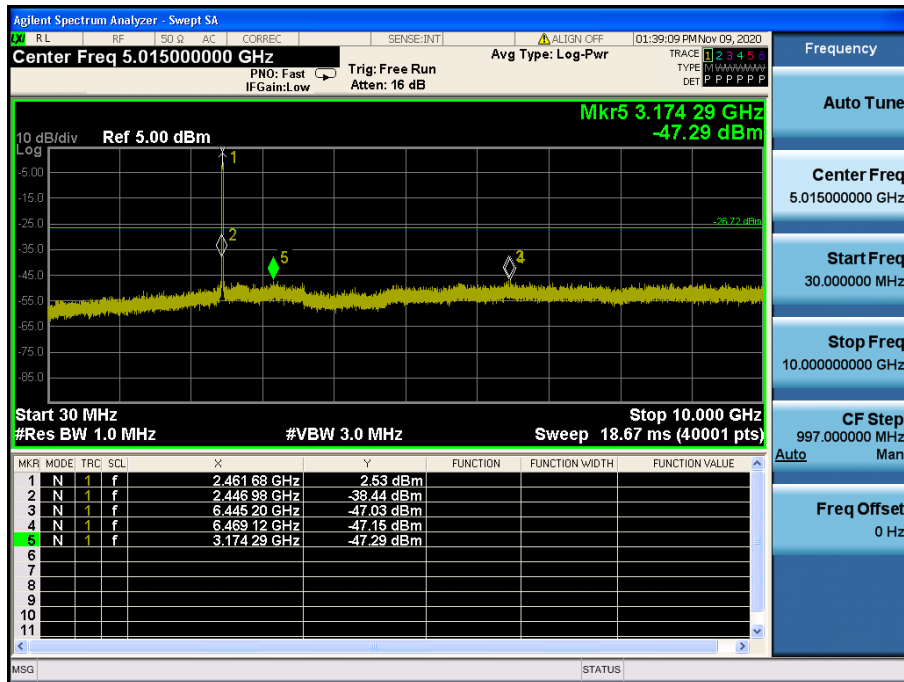 Agilent Spectrum Analyzer - Swept SA
LXI RL RF 50 Ω AC CORREC SENSE:INT ALIGN OFF 01:39:09 PM Nov 09, 2020
Center Freq 5.015000000 GHz
PNO: Fast
IFGain:Low
Trig: Free Run
Atten: 16 dB
Avg Type: Log-Pwr
TRACE 1 2 3 4 5 6
TYPE M W W W W W
DET P P P P P P
Mkr5 3.174 29 GHz
-47.29 dBm
10 dB/div Ref 5.00 dBm
Log
-5.00
-15.0
-25.0
-35.0
-45.0
-55.0
-65.0
-75.0
-85.0
1
2
5
-26.72 dBm
Start 30 MHz Stop 10.000 GHz
#Res BW 1.0 MHz #VBW 3.0 MHz Sweep 18.67 ms (40001 pts)
MKR MODE TRC SCL X Y FUNCTION FUNCTION WIDTH FUNCTION VALUE
1 N 1 f 2.461 68 GHz 2.53 dBm
2 N 1 f 2.446 98 GHz -38.44 dBm
3 N 1 f 6.445 20 GHz -47.03 dBm
4 N 1 f 6.469 12 GHz -47.15 dBm
5 N 1 f 3.174 29 GHz -47.29 dBm
6
7
8
9
10
11
MSG STATUS
Frequency
Auto Tune
Center Freq
5.015000000 GHz
Start Freq
30.000000 MHz
Stop Freq
10.000000000 GHz
CF Step
997.000000 MHz
Auto Man
Freq Offset
0 Hz